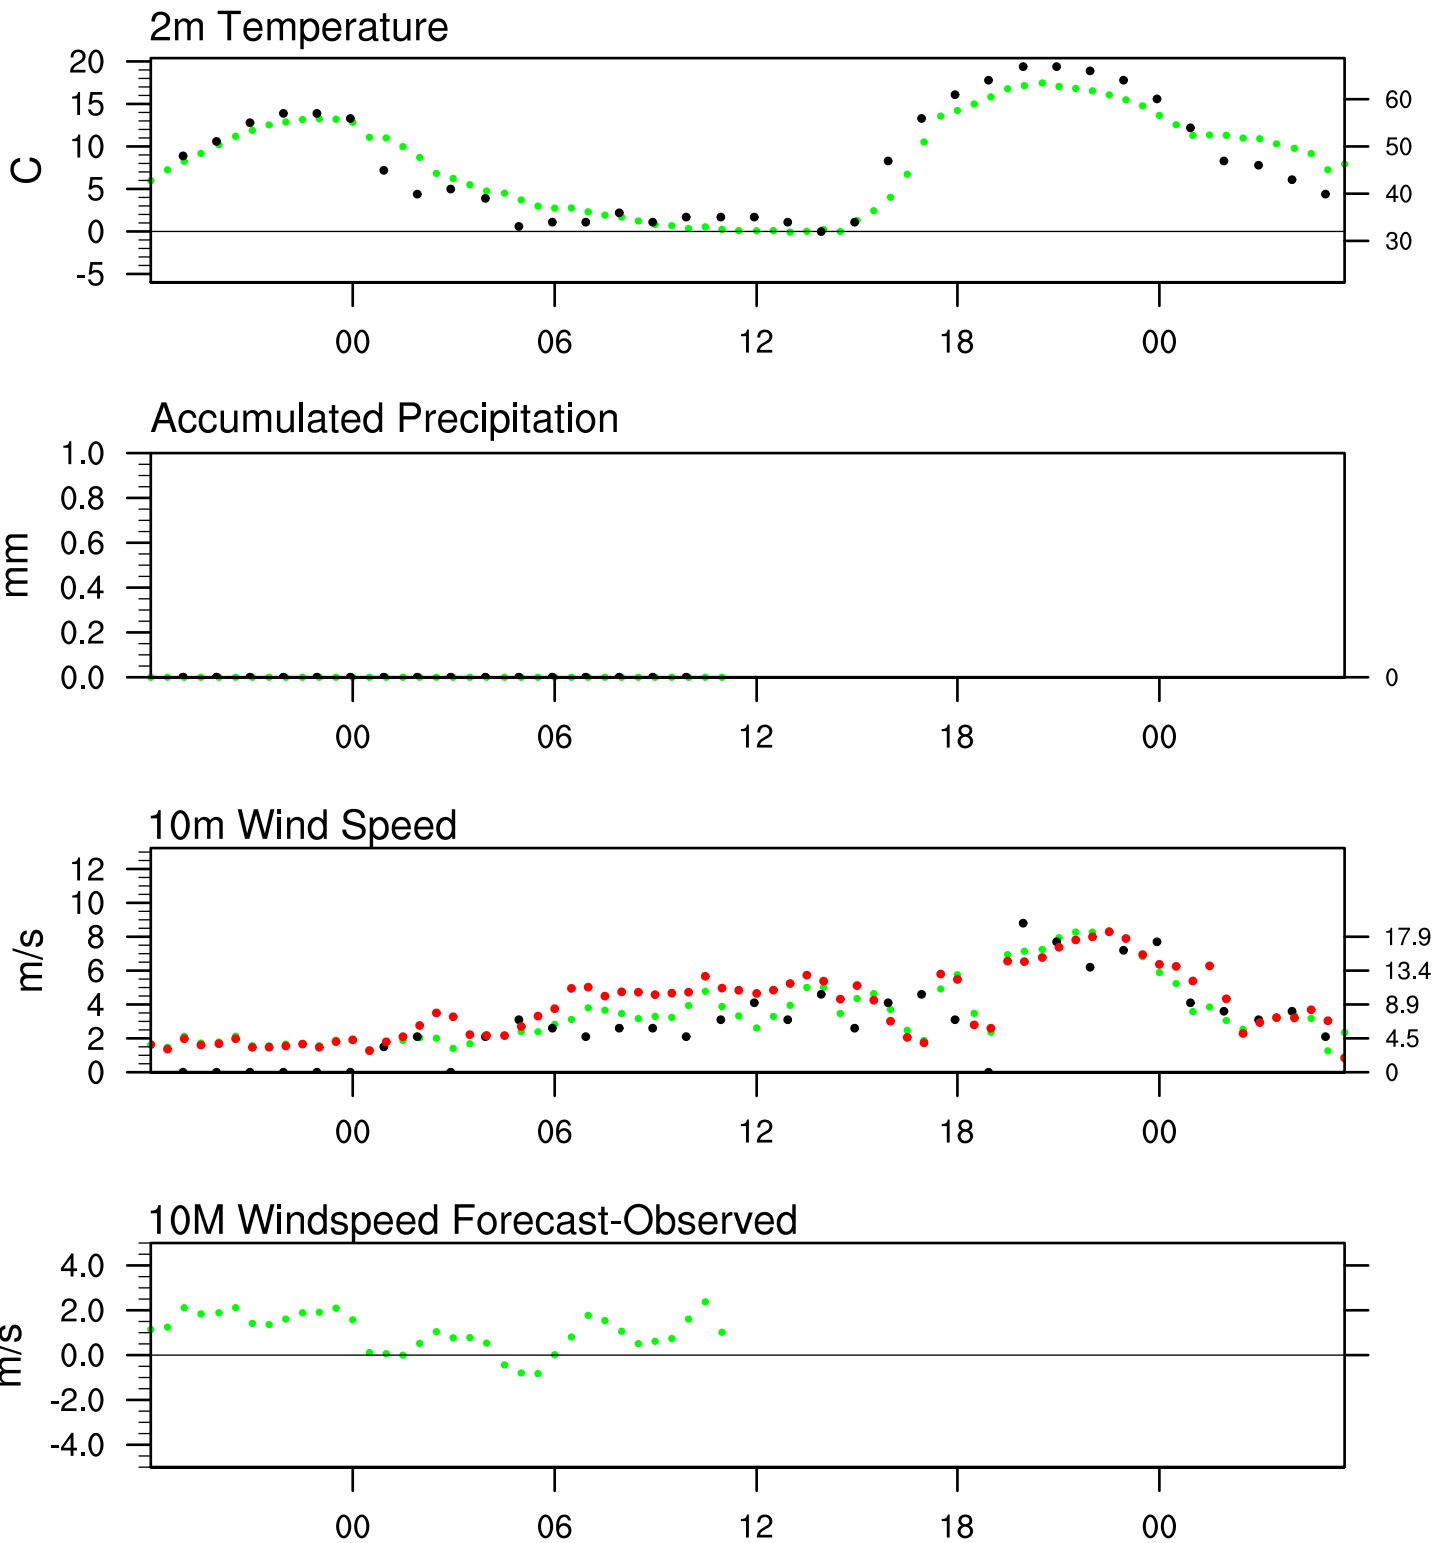 2m Temperature
20
15
10
5
0
-5
C
60
50
40
30
00 06 12 18 00
Accumulated Precipitation
1.0
0.8
0.6
0.4
0.2
0.0
mm
0
00 06 12 18 00
10m Wind Speed
12
10
8
6
4
2
0
m/s
17.9
13.4
8.9
4.5
0
00 06 12 18 00
10M Windspeed Forecast-Observed
4.0
2.0
0.0
-2.0
-4.0
m/s
00 06 12 18 00